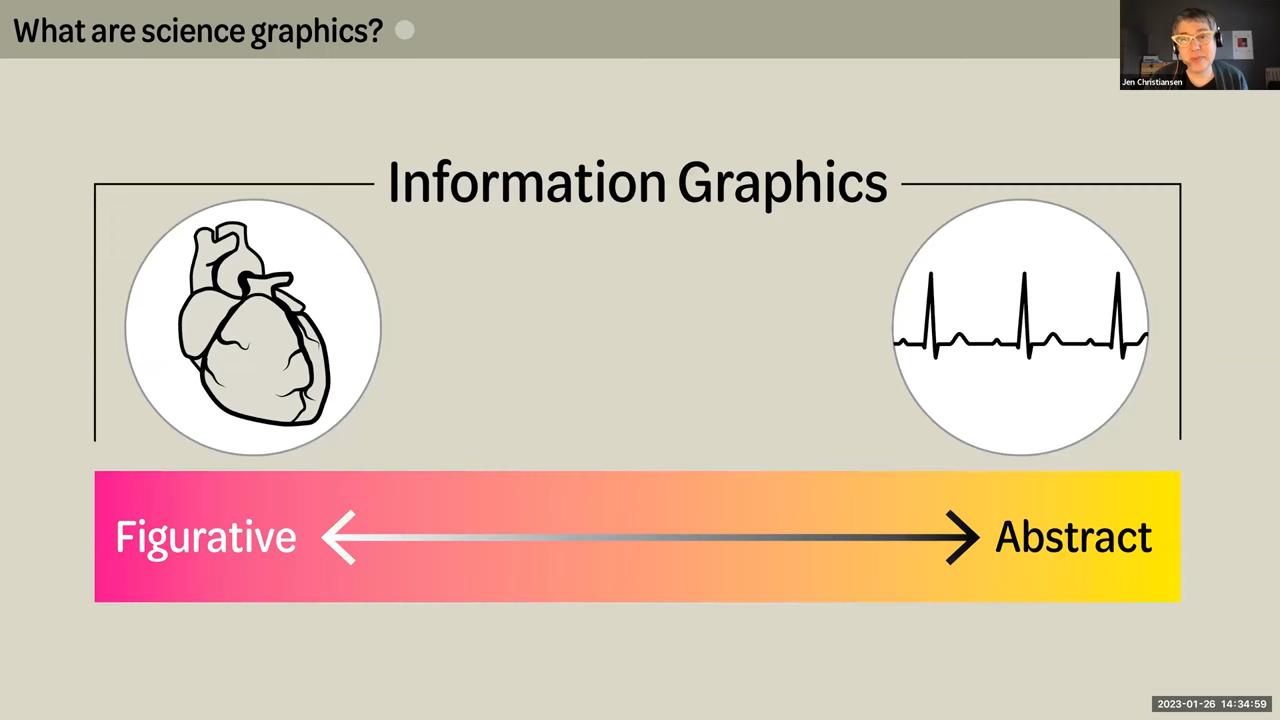 What are science graphics?
Jen Christiansen
Information Graphics
Figurative
Abstract
2023-01-26 14:34:59